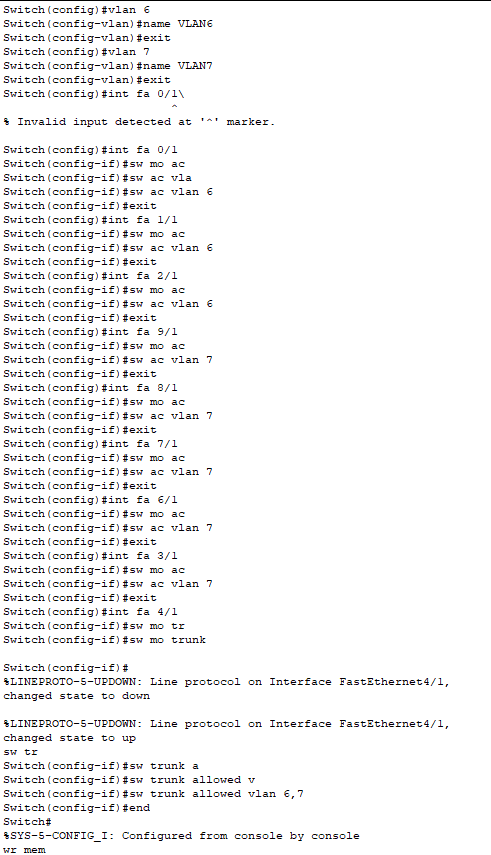 Switch(config)#vlan 6
Switch(config-vlan)#name VLAN6
Switch(config-vlan)#exit
Switch(config)#vlan 7
Switch(config-vlan)#name VLAN7
Switch(config-vlan)#exit
Switch(config)#int fa 0/1\
^
% Invalid input detected at '^' marker.
Switch(config)#int fa 0/1
Switch(config-if)#sw mo ac
Switch(config-if)#sw ac vla
Switch(config-if)#sw ac vlan 6
Switch(config-if)#exit
Switch(config)#int fa 1/1
Switch(config-if)#sw mo ac
Switch(config-if)#sw ac vlan 6
Switch(config-if)#exit
Switch(config)#int fa 2/1
Switch(config-if)#sw mo ac
Switch(config-if)#sw ac vlan 6
Switch(config-if)#exit
Switch(config)#int fa 9/1
Switch(config-if)#sw mo ac
Switch(config-if)#sw ac vlan 7
Switch(config-if)#exit
Switch(config)#int fa 8/1
Switch(config-if)#sw mo ac
Switch(config-if)#sw ac vlan 7
Switch(config-if)#exit
Switch(config)#int fa 7/1
Switch(config-if)#sw mo ac
Switch(config-if)#sw ac vlan 7
Switch(config-if)#exit
Switch(config)#int fa 6/1
Switch(config-if)#sw mo ac
Switch(config-if)#sw ac vlan 7
Switch(config-if)#exit
Switch(config)#int fa 3/1
Switch(config-if)#sw mo ac
Switch(config-if)#sw ac vlan 7
Switch(config-if)#exit
Switch(config)#int fa 4/1
Switch(config-if)#sw mo tr
Switch(config-if)#sw mo trunk
Switch(config-if)#
%LINEPROTO-5-UPDOWN: Line protocol on Interface FastEthernet4/1,
changed state to down
%LINEPROTO-5-UPDOWN: Line protocol on Interface FastEthernet4/1,
changed state to up
sw tr
Switch(config-if)#sw trunk a
Switch(config-if)#sw trunk allowed v
Switch(config-if)#sw trunk allowed vlan 6,7
Switch(config-if)#end
Switch#
%SYS-5-CONFIG_I: Configured from console by console
wr mem